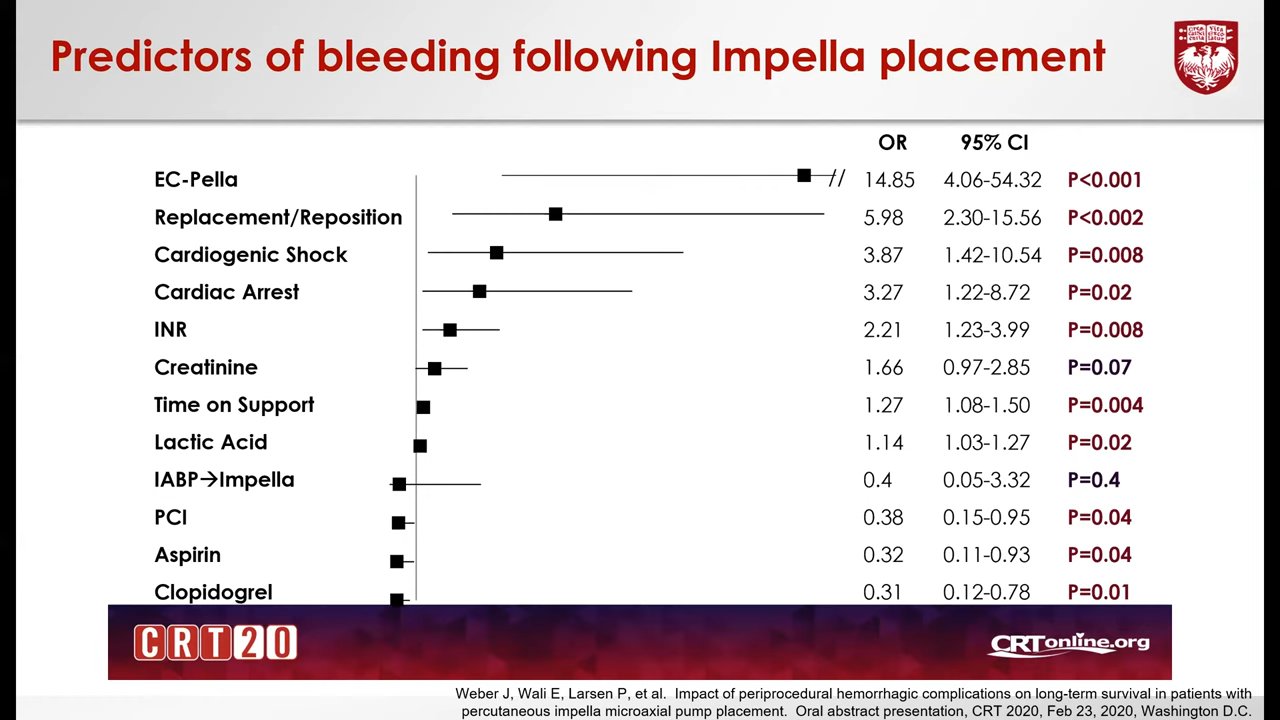 Predictors of bleeding following Impella placement
OR 95% CI
EC-Pella // 14.85 4.06-54.32 P<0.001
Replacement/Reposition 5.98 2.30-15.56 P<0.002
Cardiogenic Shock 3.87 1.42-10.54 P=0.008
Cardiac Arrest 3.27 1.22-8.72 P=0.02
INR 2.21 1.23-3.99 P=0.008
Creatinine 1.66 0.97-2.85 P=0.07
Time on Support 1.27 1.08-1.50 P=0.004
Lactic Acid 1.14 1.03-1.27 P=0.02
IABP→Impella 0.4 0.05-3.32 P=0.4
PCI 0.38 0.15-0.95 P=0.04
Aspirin 0.32 0.11-0.93 P=0.04
Clopidogrel 0.31 0.12-0.78 P=0.01
CRT20 CRTonline.org
Weber J, Wali E, Larsen P, et al. Impact of periprocedural hemorrhagic complications on long-term survival in patients with
percutaneous impella microaxial pump placement. Oral abstract presentation, CRT 2020, Feb 23, 2020, Washington D.C.